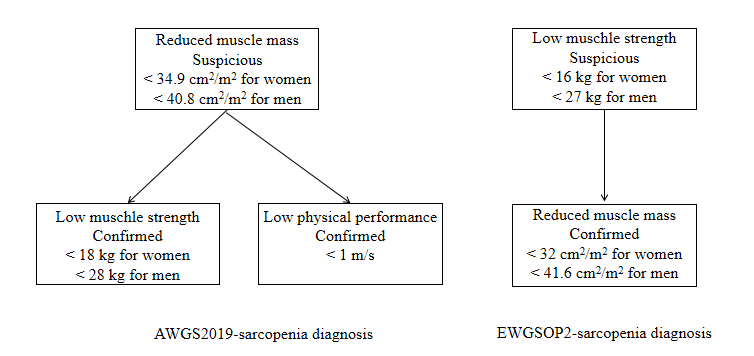 Reduced muscle mass
Suspicious
< 34.9 cm²/m² for women
< 40.8 cm²/m² for men
Low muschle strength
Suspicious
< 16 kg for women
< 27 kg for men
Low muschle strength
Confirmed
< 18 kg for women
< 28 kg for men
Low physical performance
Confirmed
< 1 m/s
Reduced muscle mass
Confirmed
< 32 cm²/m² for women
< 41.6 cm²/m² for men
AWGS2019-sarcopenia diagnosis
EWGSOP2-sarcopenia diagnosis